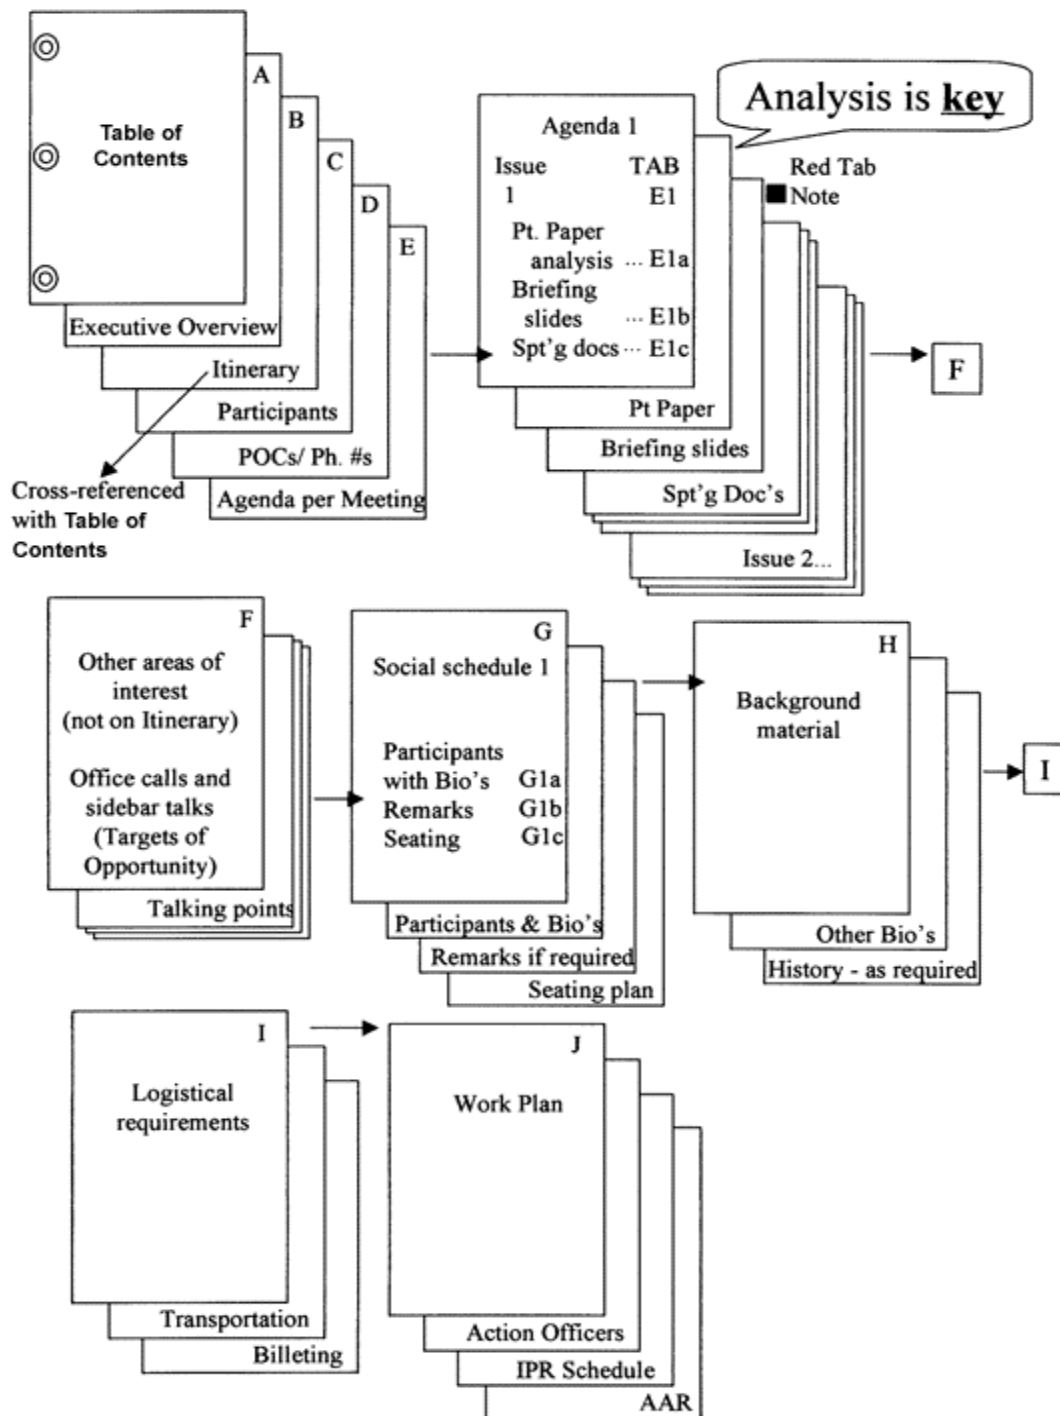 Table of
Contents
A
B
C
D
E
Executive Overview
Itinerary
Participants
POCs/ Ph. #s
Agenda per Meeting
Cross-referenced
with Table of
Contents
Agenda 1
Issue TAB
1 E1
Pt. Paper
analysis ... E1a
Briefing
slides ... E1b
Spt'g docs ... E1c
Pt Paper
Briefing slides
Spt'g Doc's
Issue 2...
Analysis is key
Red Tab
Note
F
F
Other areas of
interest
(not on Itinerary)
Office calls and
sidebar talks
(Targets of
Opportunity)
Talking points
G
Social schedule 1
Participants
with Bio's G1a
Remarks G1b
Seating G1c
Participants & Bio's
Remarks if required
Seating plan
H
Background
material
Other Bio's
History - as required
I
I
Logistical
requirements
Transportation
Billeting
J
Work Plan
Action Officers
IPR Schedule
AAR